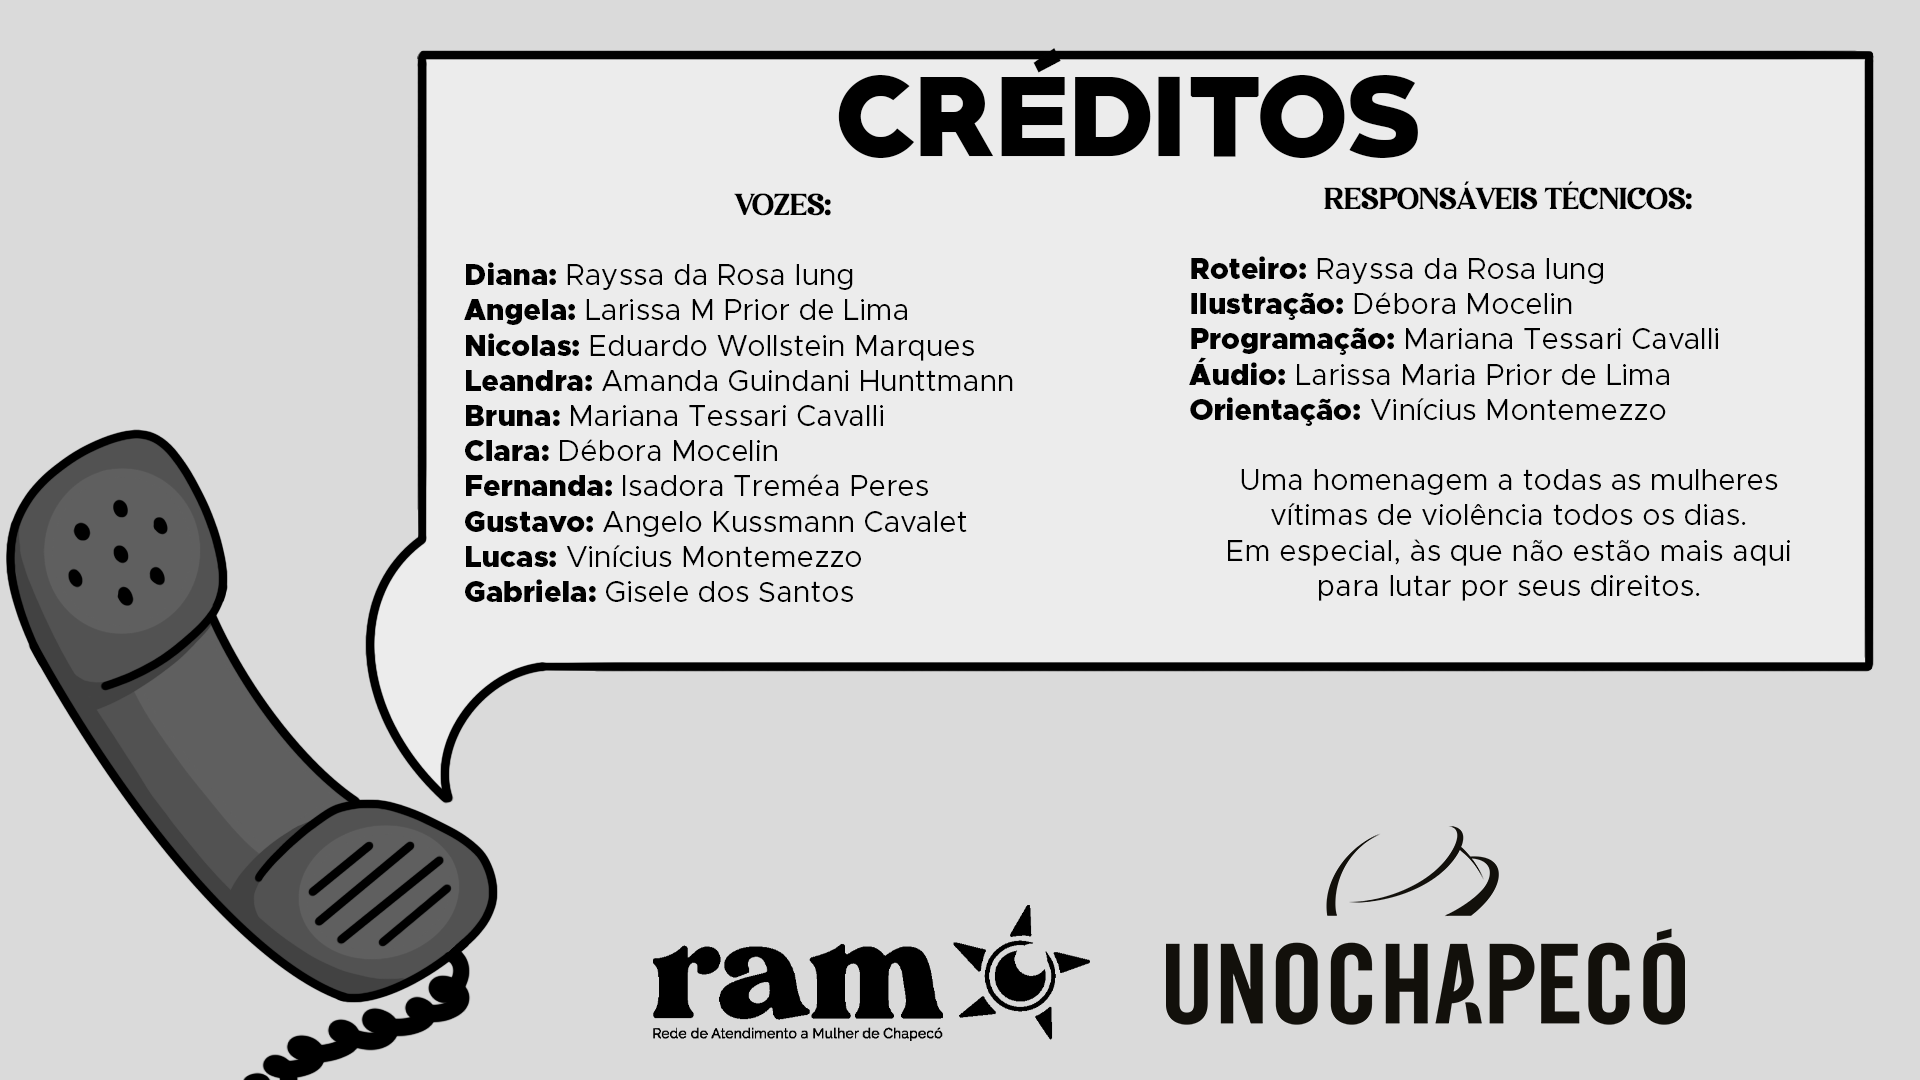 CRÉDITOS
VOZES:
Diana: Rayssa da Rosa Iung
Angela: Larissa M Prior de Lima
Nicolas: Eduardo Wollstein Marques
Leandra: Amanda Guindani Hunttmann
Bruna: Mariana Tessari Cavalli
Clara: Débora Mocelin
Fernanda: Isadora Treméa Peres
Gustavo: Angelo Kussmann Cavalet
Lucas: Vinícius Montemezzo
Gabriela: Gisele dos Santos
RESPONSÁVEIS TÉCNICOS:
Roteiro: Rayssa da Rosa Iung
Ilustração: Débora Mocelin
Programação: Mariana Tessari Cavalli
Áudio: Larissa Maria Prior de Lima
Orientação: Vinícius Montemezzo
Uma homenagem a todas as mulheres
vítimas de violência todos os dias.
Em especial, às que não estão mais aqui
para lutar por seus direitos.
ram
Rede de Atendimento a Mulher de Chapecó
UNOCHAPECÓ